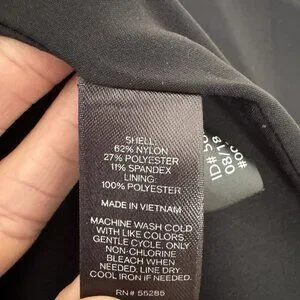 SHELL
62% NYLON
27% POLYESTER
11% SPANDEX
LINING
100% POLYESTER
MADE IN VIETNAM
MACHINE WASH COLD
WITH LIKE COLORS,
GENTLE CYCLE. ONLY
NON-CHLORINE
BLEACH WHEN
NEEDED. LINE DRY
COOL IRON IF NEEDED.
RN# 55285
ID#